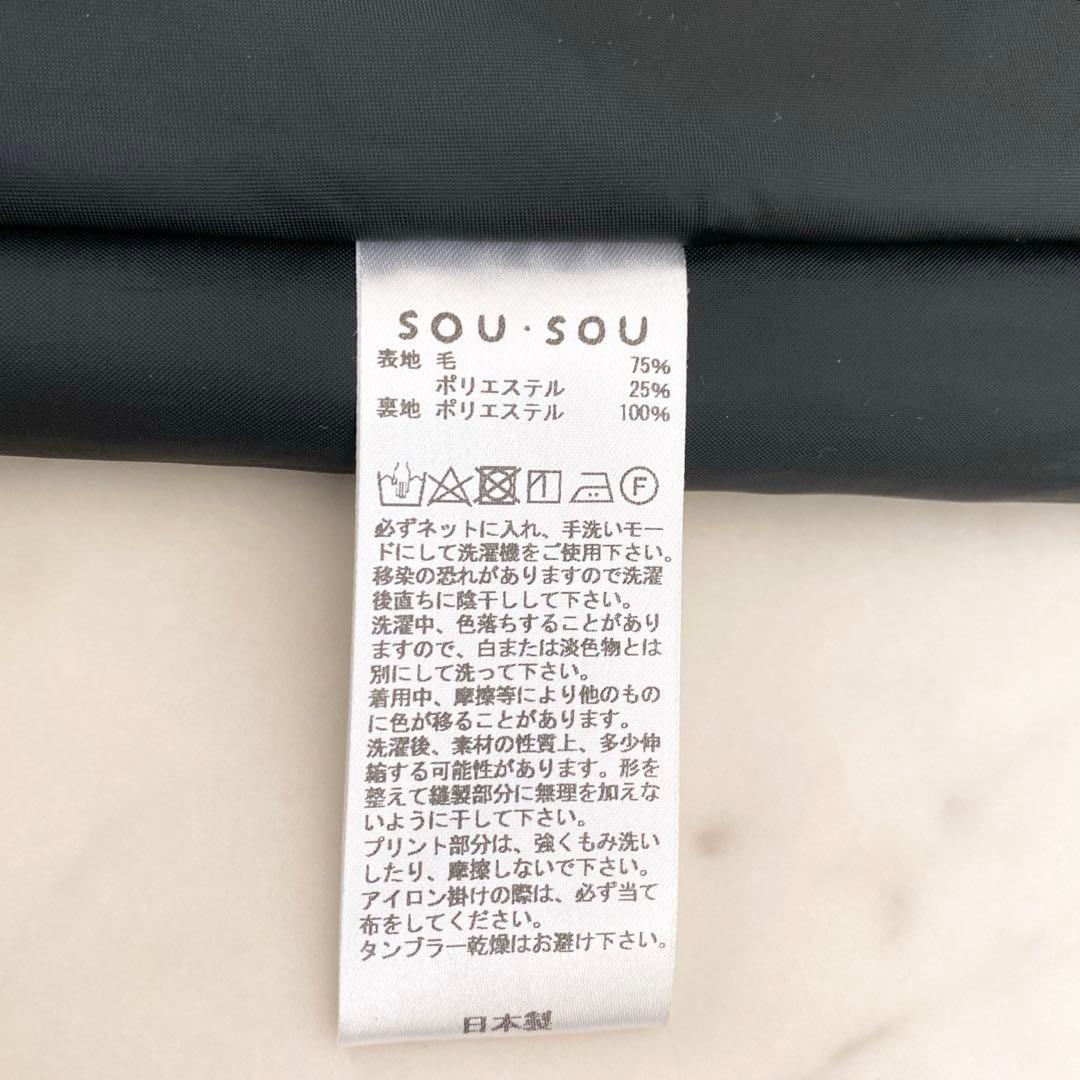 SOU・SOU
表地 毛 75%
ポリエステル 25%
裏地 ポリエステル 100%
F
必ずネットに入れ、手洗いモー
ドにして洗濯機をご使用下さい。
移染の恐れがありますので洗濯
後直ちに陰干しして下さい。
洗濯中、色落ちすることがあり
ますので、白または淡色物とは
別にして洗って下さい。
着用中、摩擦等により他のもの
に色が移ることがあります。
洗濯後、素材の性質上、多少伸
縮する可能性があります。形を
整えて縫製部分に無理を加えな
いように干して下さい。
プリント部分は、強くもみ洗い
したり、摩擦しないで下さい。
アイロン掛けの際は、必ず当て
布をしてください。
タンブラー乾燥はお避け下さい。
日本製